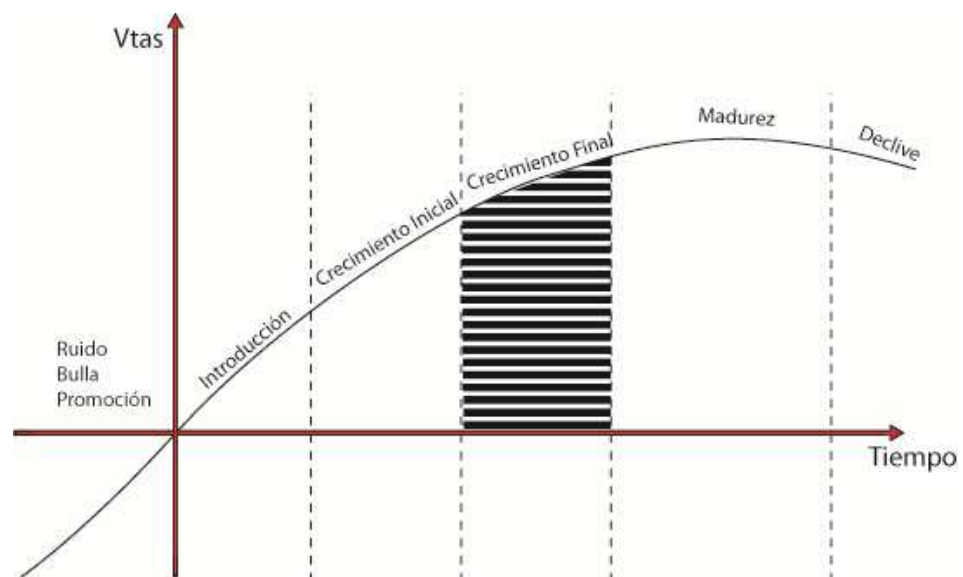 Vtas
Madurez
Declive
Crecimiento Final
Crecimiento Inicial
Introducción
Ruido
Bulla
Promoción
Tiempo